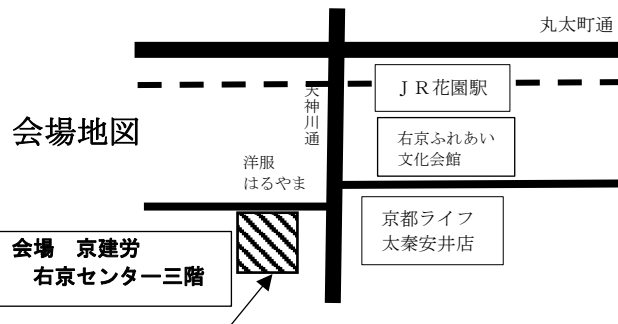 丸太町通
ＪＲ花園駅
天神川通
会場地図
右京ふれあい
文化会館
洋服
はるやま
京都ライフ
太秦安井店
会場　京建労
右京センター三階